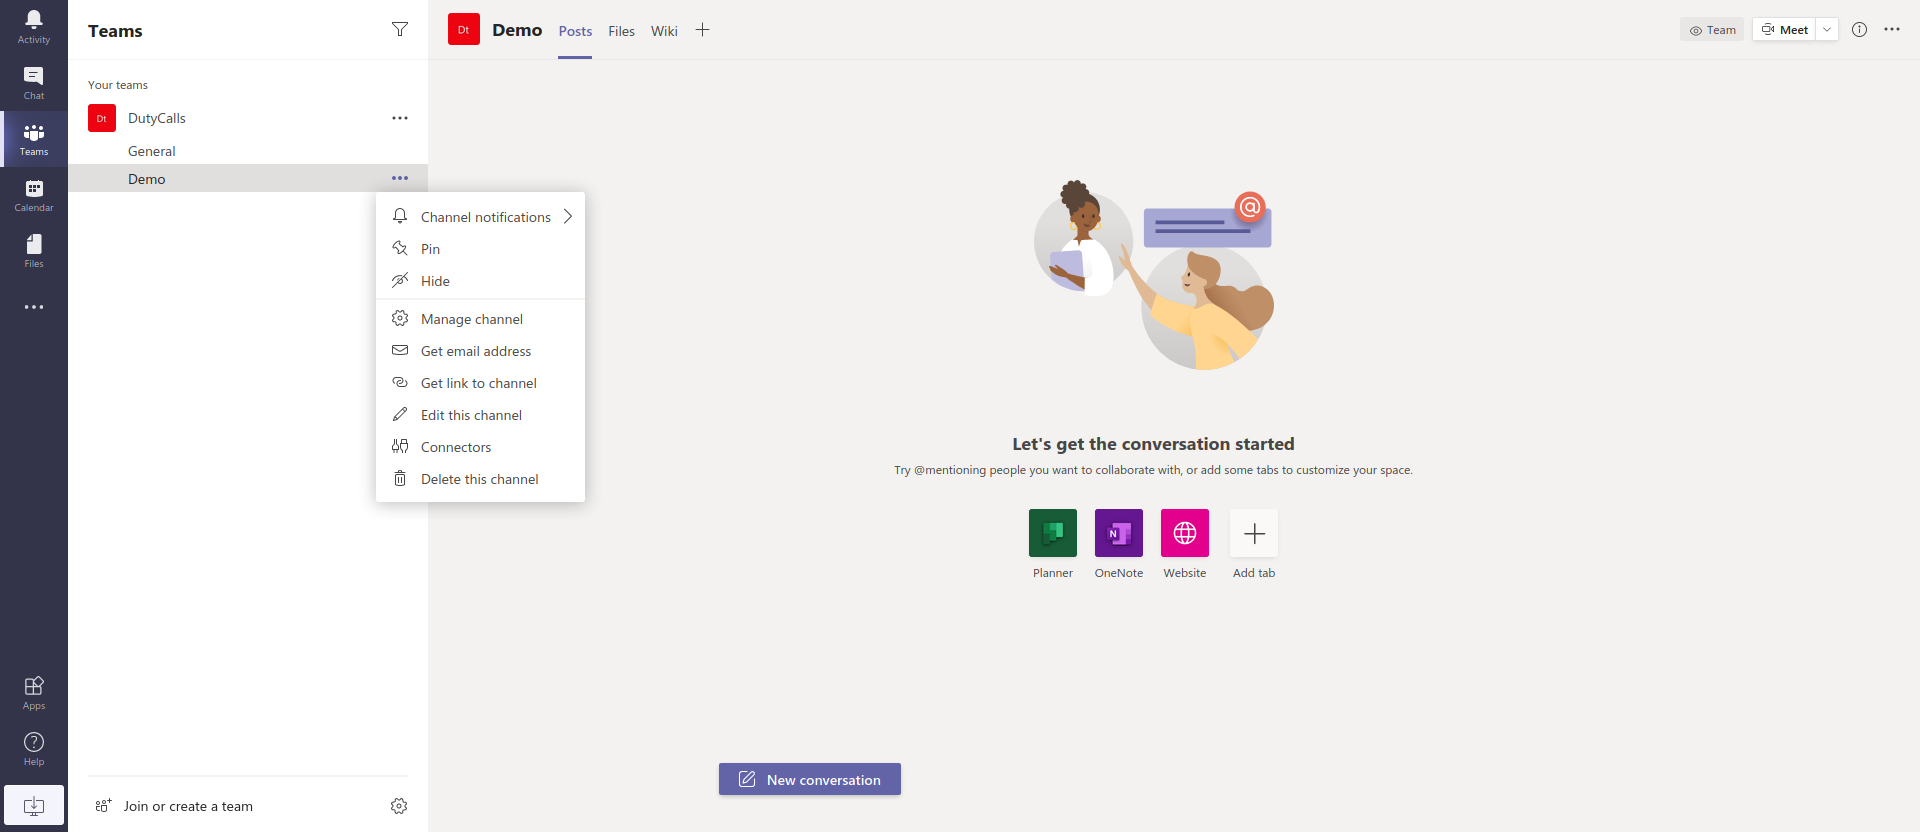 Activity
Chat
Teams
Calendar
Files
Apps
Help
Teams
Your teams
Dt
DutyCalls
General
Demo
Channel notifications
Pin
Hide
Manage channel
Get email address
Get link to channel
Edit this channel
Connectors
Delete this channel
Join or create a team
Dt
Demo
Posts
Files
Wiki
Team
Meet
@
Let's get the conversation started
Try @mentioning people you want to collaborate with, or add some tabs to customize your space.
N
Planner
OneNote
Website
Add tab
New conversation